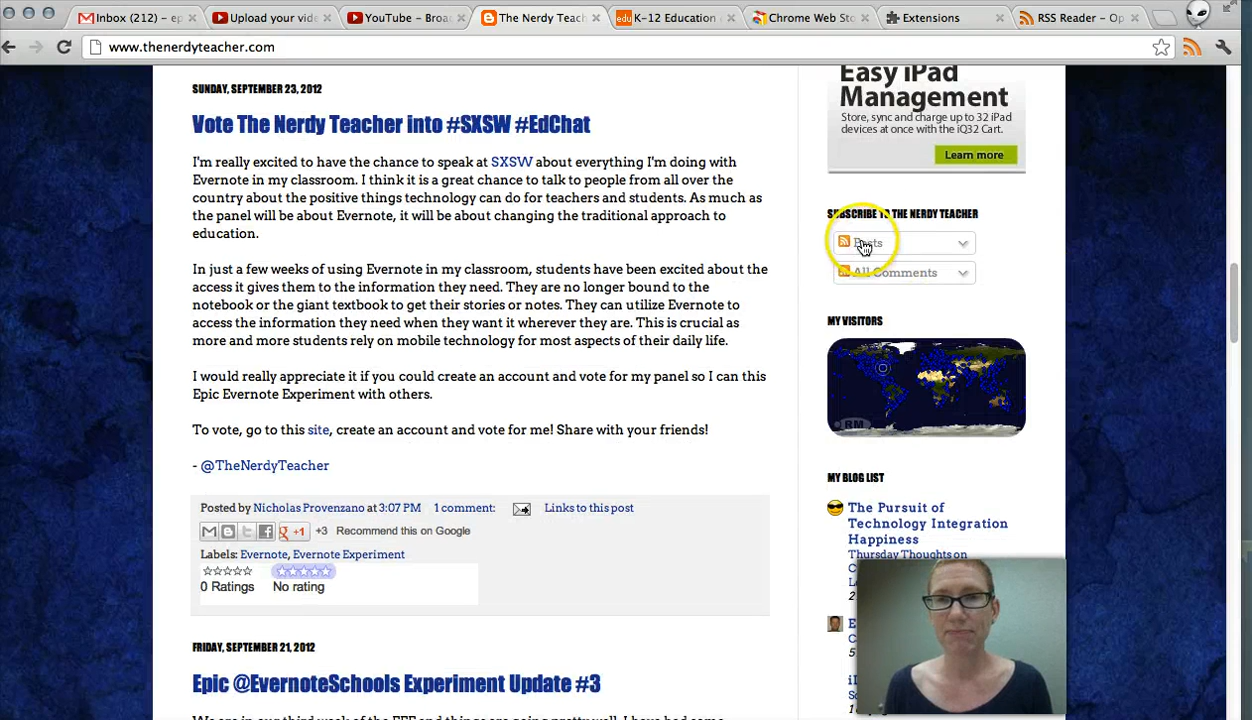 Inbox (212) – ep
Upload your vide
YouTube – Broad
The Nerdy Teach
K-12 Education
Chrome Web Sto
Extensions
RSS Reader – Op
www.thenerdyteacher.com
SUNDAY, SEPTEMBER 23, 2012
Vote The Nerdy Teacher into #SXSW #EdChat
I'm really excited to have the chance to speak at SXSW about everything I'm doing with
Evernote in my classroom. I think it is a great chance to talk to people from all over the
country about the positive things technology can do for teachers and students. As much as
the panel will be about Evernote, it will be about changing the traditional approach to
education.
In just a few weeks of using Evernote in my classroom, students have been excited about the
access it gives them to the information they need. They are no longer bound to the
notebook or the giant textbook to get their stories or notes. They can utilize Evernote to
access the information they need when they want it wherever they are. This is crucial as
more and more students rely on mobile technology for most aspects of their daily life.
I would really appreciate it if you could create an account and vote for my panel so I can this
Epic Evernote Experiment with others.
To vote, go to this site, create an account and vote for me! Share with your friends!
- @TheNerdyTeacher
Posted by Nicholas Provenzano at 3:07 PM 1 comment: Links to this post
+1 +3 Recommend this on Google
Labels: Evernote, Evernote Experiment
0 Ratings No rating
FRIDAY, SEPTEMBER 21, 2012
Epic @EvernoteSchools Experiment Update #3
Easy iPad
Management
Store, sync and charge up to 32 iPad
devices at once with the iQ32 Cart.
Learn more
SUBSCRIBE TO THE NERDY TEACHER
Posts
All Comments
MY VISITORS
RM
MY BLOG LIST
The Pursuit of
Technology Integration
Happiness
Thursday Thoughts on